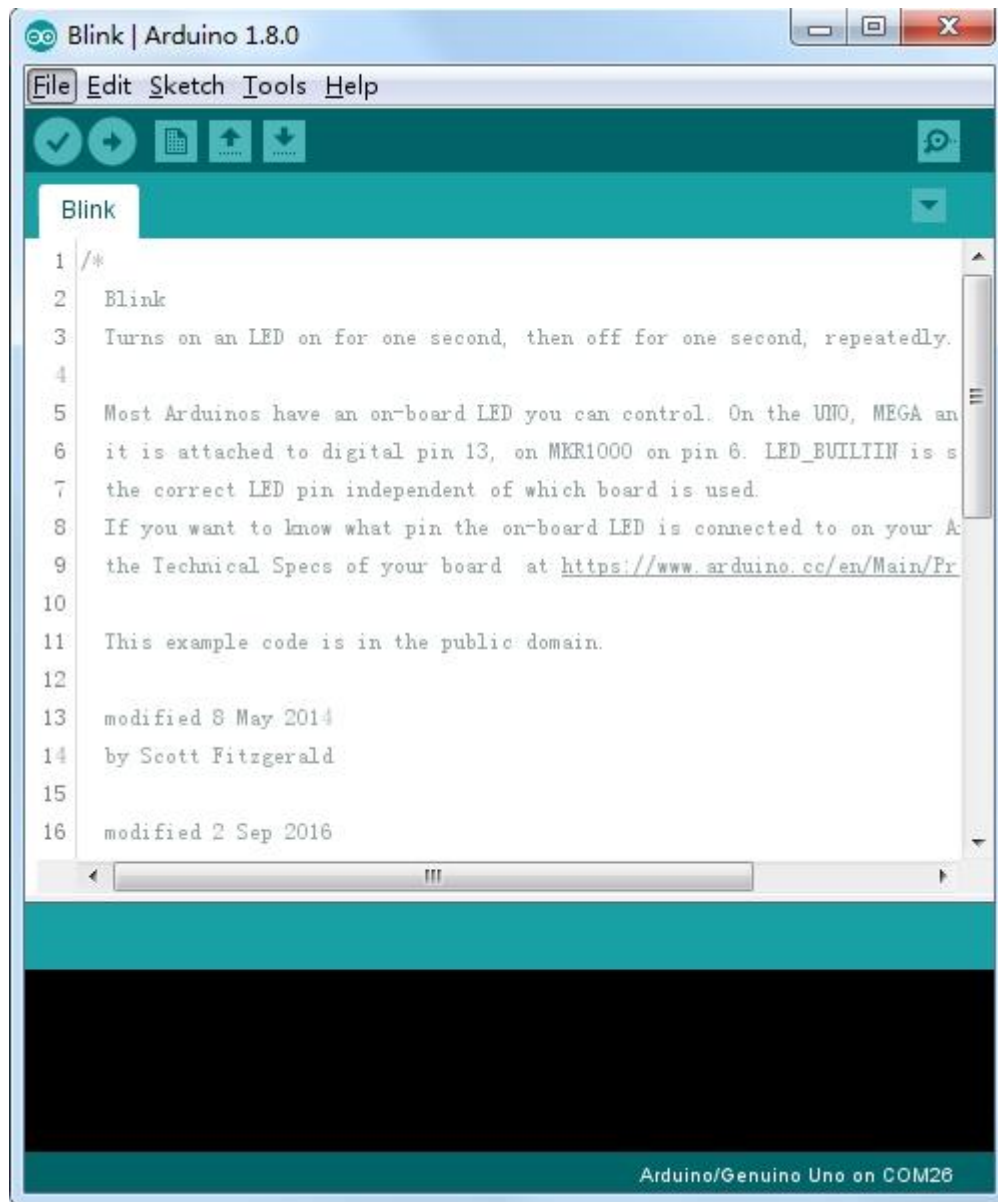 Blink | Arduino 1.8.0
File Edit Sketch Tools Help
Blink
1 /*
2 Blink
3 Turns on an LED on for one second, then off for one second, repeatedly.
4
5 Most Arduinos have an on-board LED you can control. On the UNO, MEGA an
6 it is attached to digital pin 13, on MKR1000 on pin 6. LED_BUILTIN is s
7 the correct LED pin independent of which board is used.
8 If you want to know what pin the on-board LED is connected to on your A
9 the Technical Specs of your board at https://www.arduino.cc/en/Main/Pr
10
11 This example code is in the public domain.
12
13 modified 8 May 2014
14 by Scott Fitzgerald
15
16 modified 2 Sep 2016
Arduino/Genuino Uno on COM26